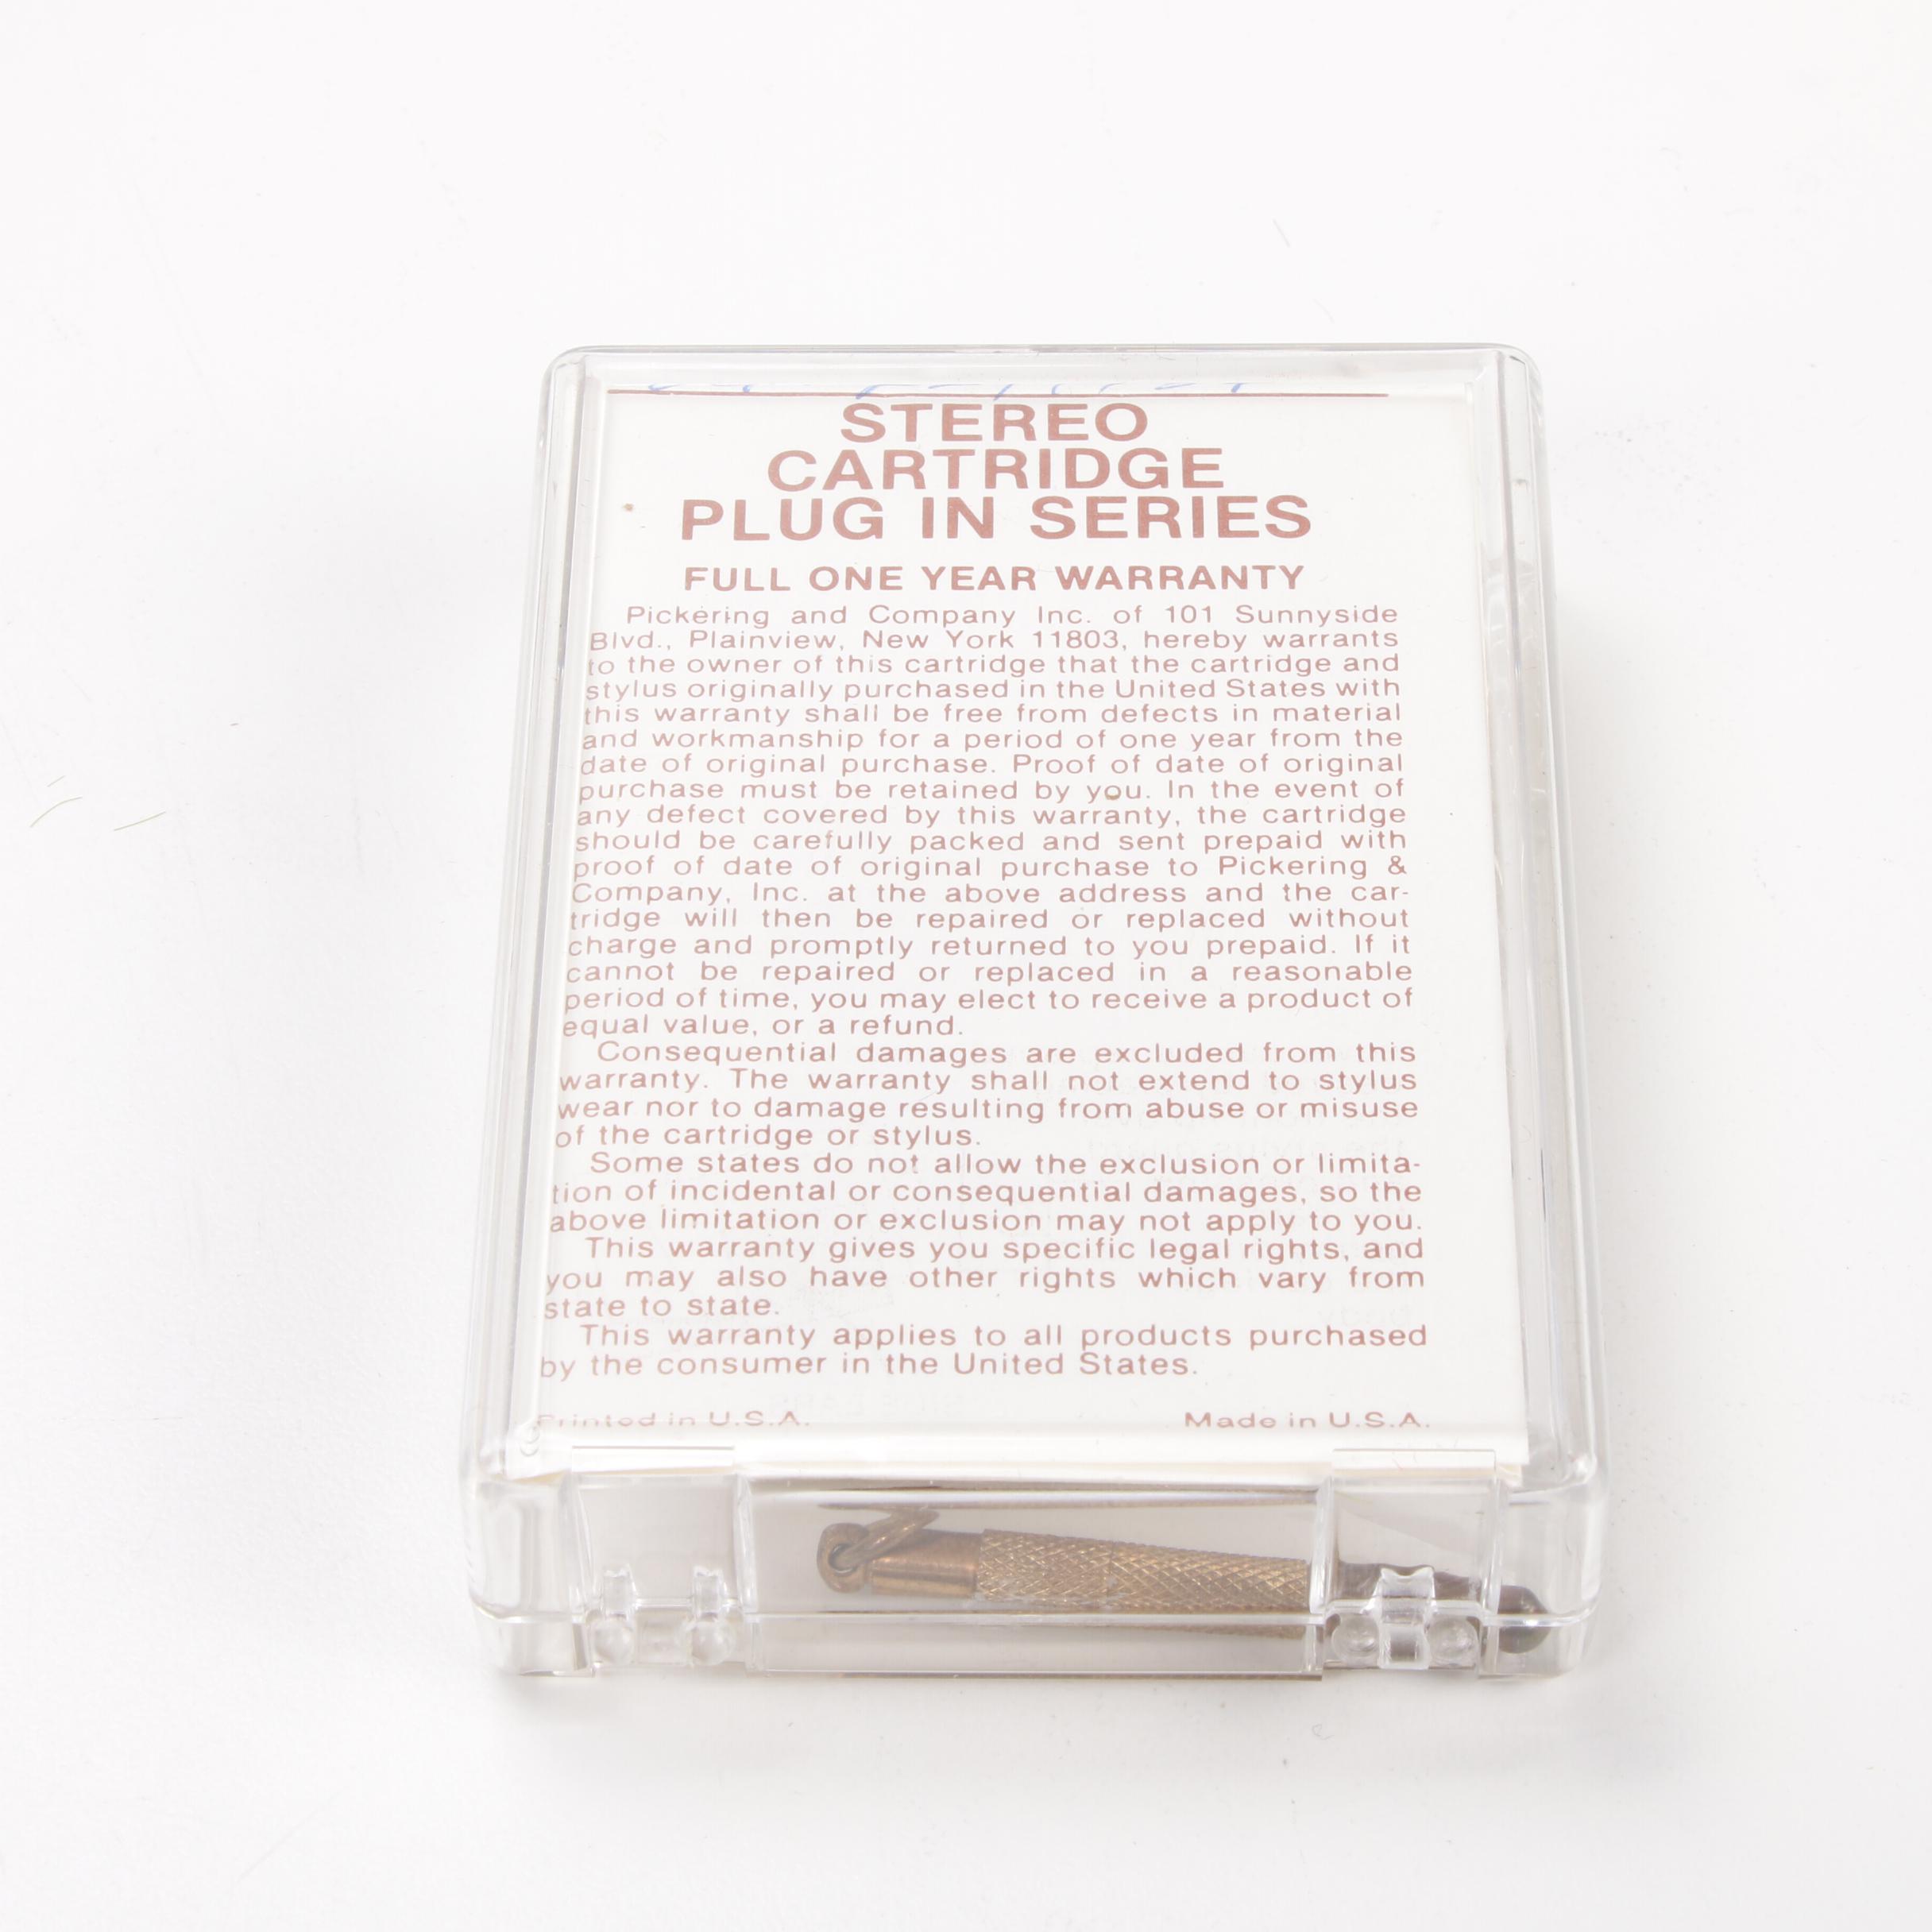 STEREO
CARTRIDGE
PLUG IN SERIES
FULL ONE YEAR WARRANTY
Pickering and Company Inc. of 101 Sunnyside
Blvd., Plainview, New York 11803, hereby warrants
to the owner of this cartridge that the cartridge and
stylus originally purchased in the United States with
this warranty shall be free from defects in material
and workmanship for a period of one year from the
date of original purchase. Proof of date of original
purchase must be retained by you. In the event of
any defect covered by this warranty, the cartridge
should be carefully packed and sent prepaid with
proof of date of original purchase to Pickering &
Company, Inc. at the above address and the car-
tridge will then be repaired or replaced without
charge and promptly returned to you prepaid. If it
cannot be repaired or replaced in a reasonable
period of time, you may elect to receive a product of
equal value, or a refund.
Consequential damages are excluded from this
warranty. The warranty shall not extend to stylus
wear nor to damage resulting from abuse or misuse
of the cartridge or stylus.
Some states do not allow the exclusion or limita-
tion of incidental or consequential damages, so the
above limitation or exclusion may not apply to you.
This warranty gives you specific legal rights, and
you may also have other rights which vary from
state to state.
This warranty applies to all products purchased
by the consumer in the United States.
Printed in U.S.A. Made in U.S.A.